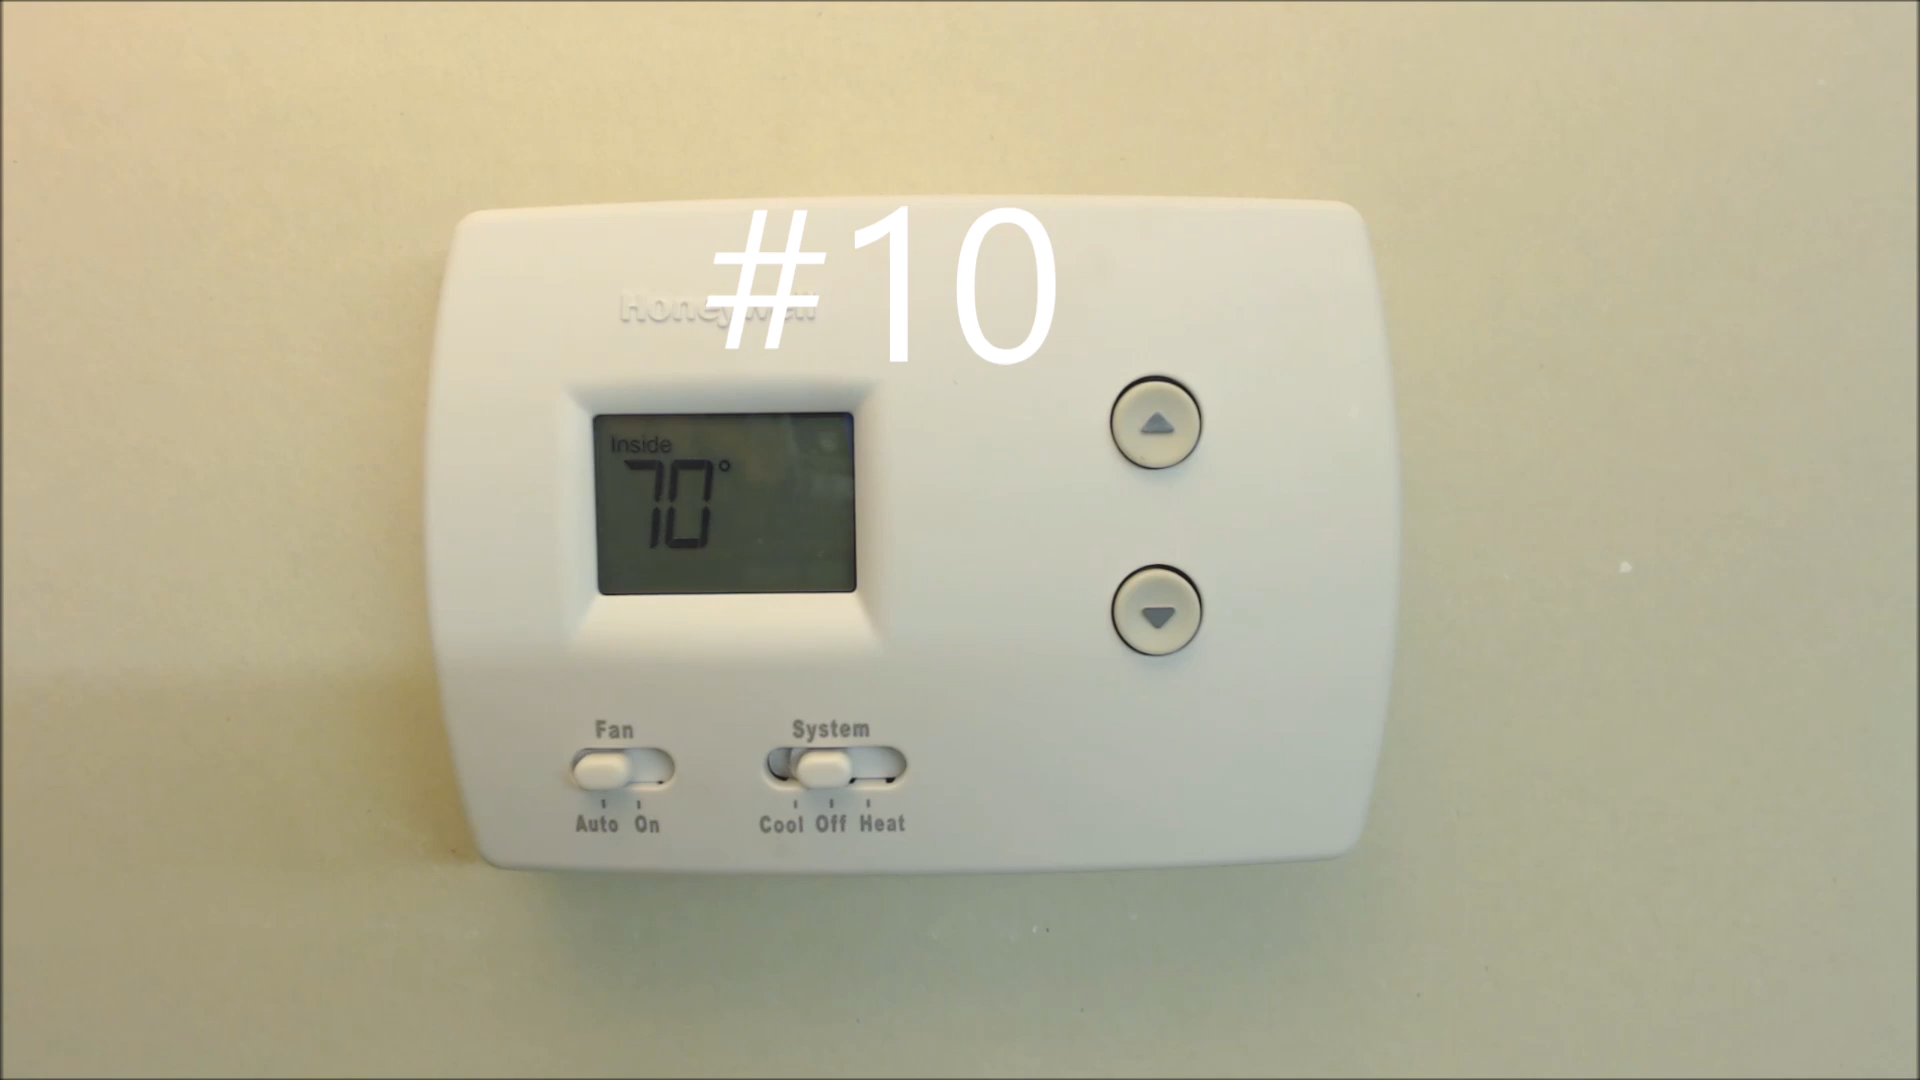 #10
Honeywell
Inside
70°
Fan
System
Auto On
Cool Off Heat